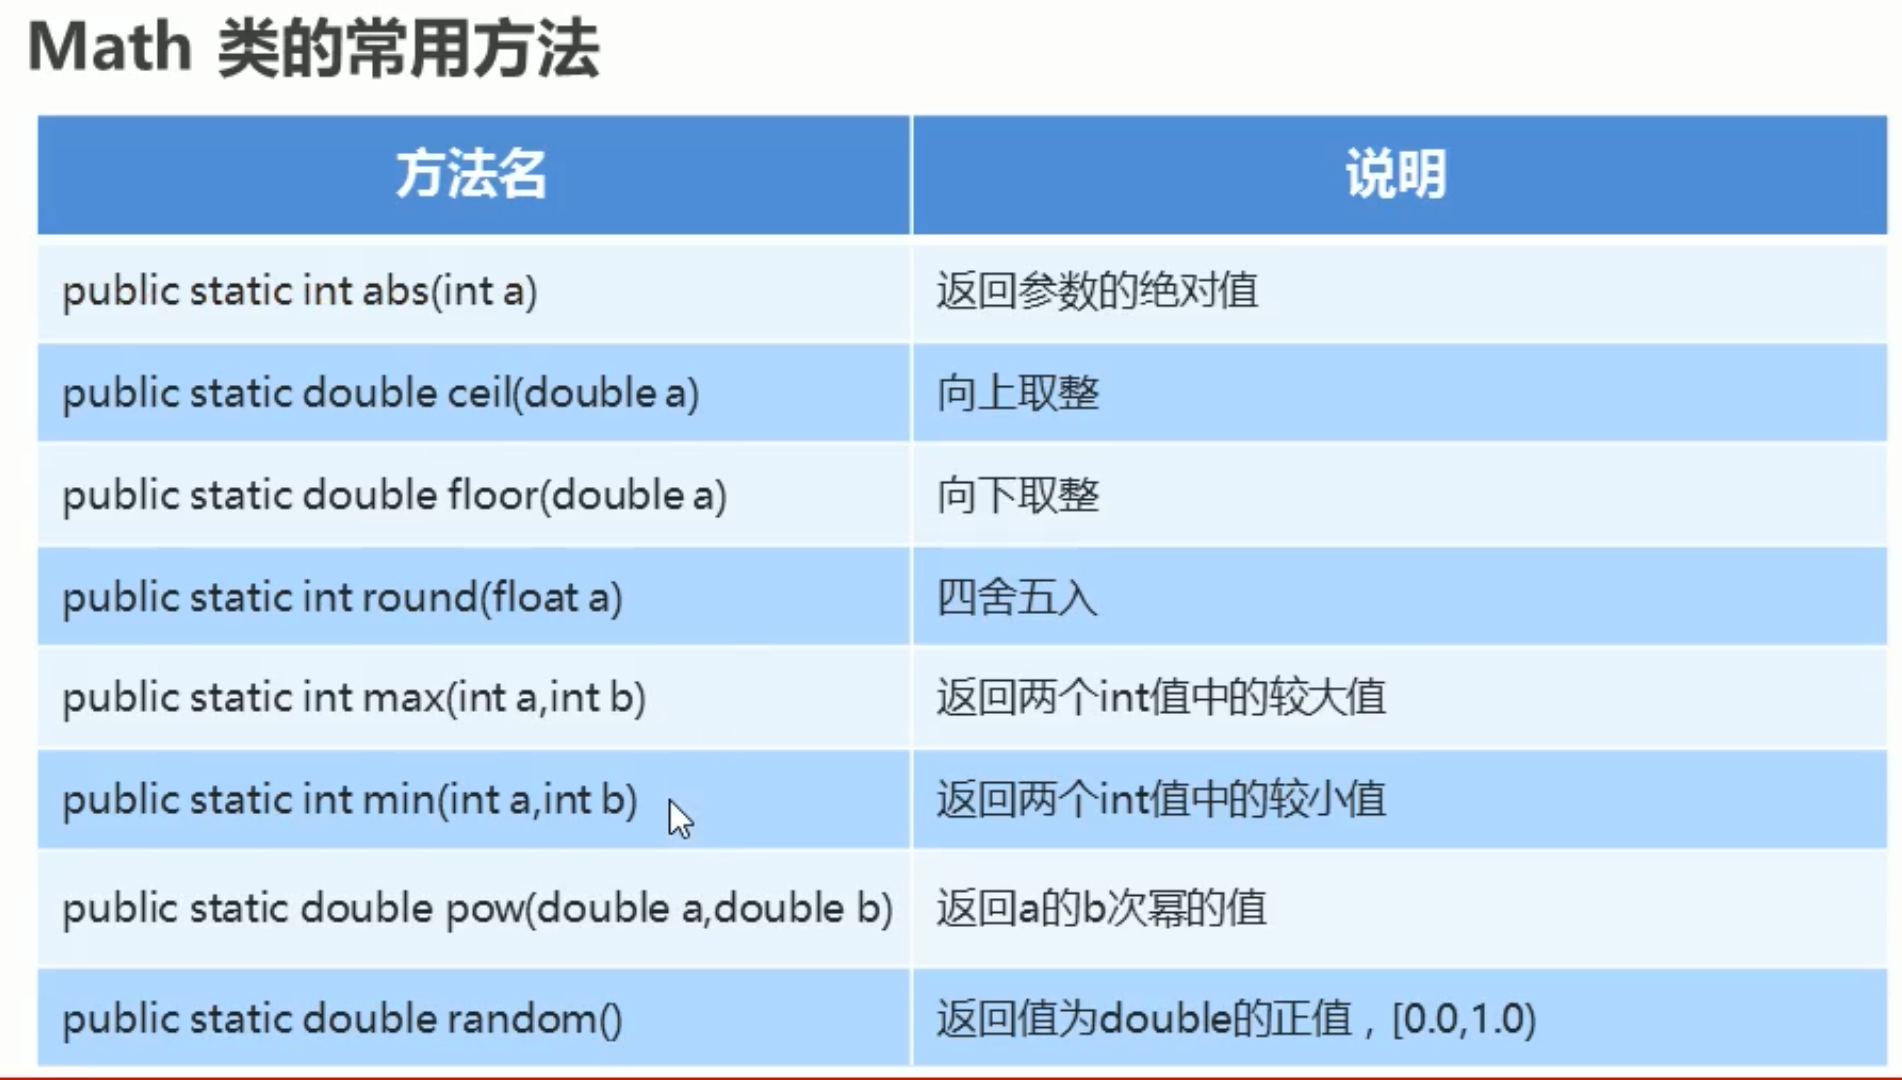 Math 类的常用方法
方法名 说明
public static int abs(int a) 返回参数的绝对值
public static double ceil(double a) 向上取整
public static double floor(double a) 向下取整
public static int round(float a) 四舍五入
public static int max(int a,int b) 返回两个int值中的较大值
public static int min(int a,int b) 返回两个int值中的较小值
public static double pow(double a,double b) 返回a的b次幂的值
public static double random() 返回值为double的正值，[0.0,1.0)